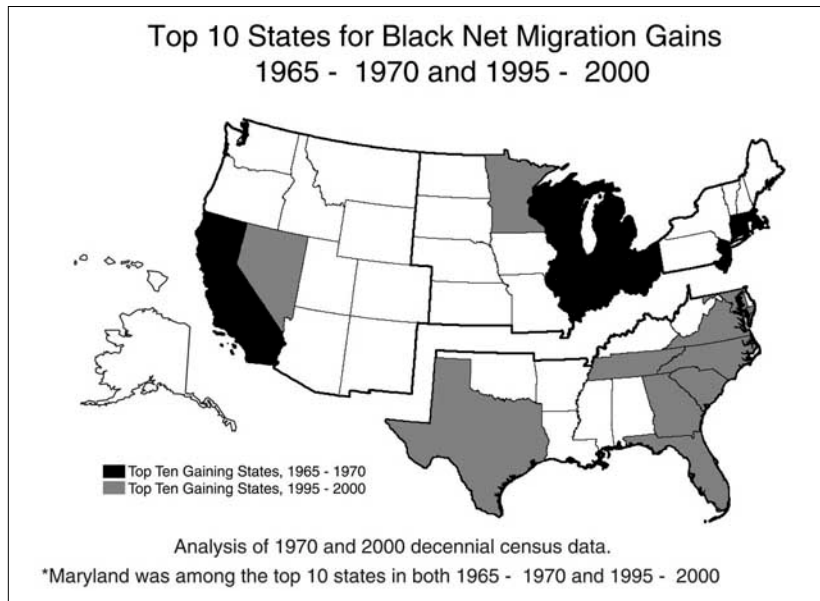 Top 10 States for Black Net Migration Gains
1965 - 1970 and 1995 - 2000
Top Ten Gaining States, 1965 - 1970
Top Ten Gaining States, 1995 - 2000
Analysis of 1970 and 2000 decennial census data.
*Maryland was among the top 10 states in both 1965 - 1970 and 1995 - 2000